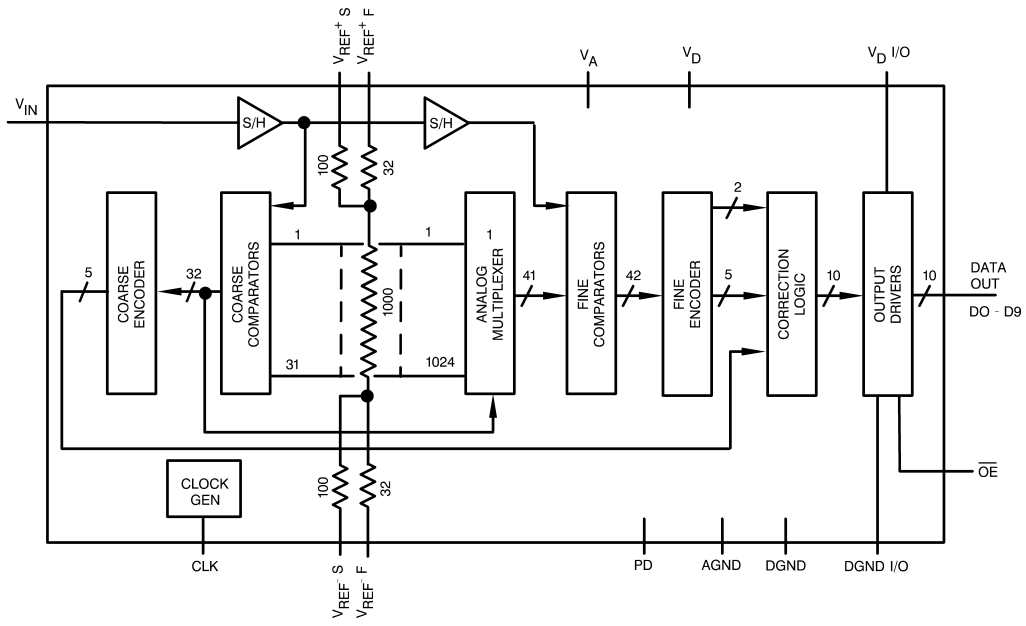 VREF+ S
VREF+ F
VA
VD
VD I/O
VIN
S/H
S/H
100
32
2
1
1
1
5
32
41
42
5
10
10
COARSE
ENCODER
COARSE
COMPARATORS
1000
ANALOG
MULTIPLEXER
FINE
COMPARATORS
FINE
ENCODER
CORRECTION
LOGIC
OUTPUT
DRIVERS
DATA
OUT
DO - D9
31
1024
CLOCK
GEN
100
32
OE
CLK
VREF- S
VREF- F
PD
AGND
DGND
DGND I/O